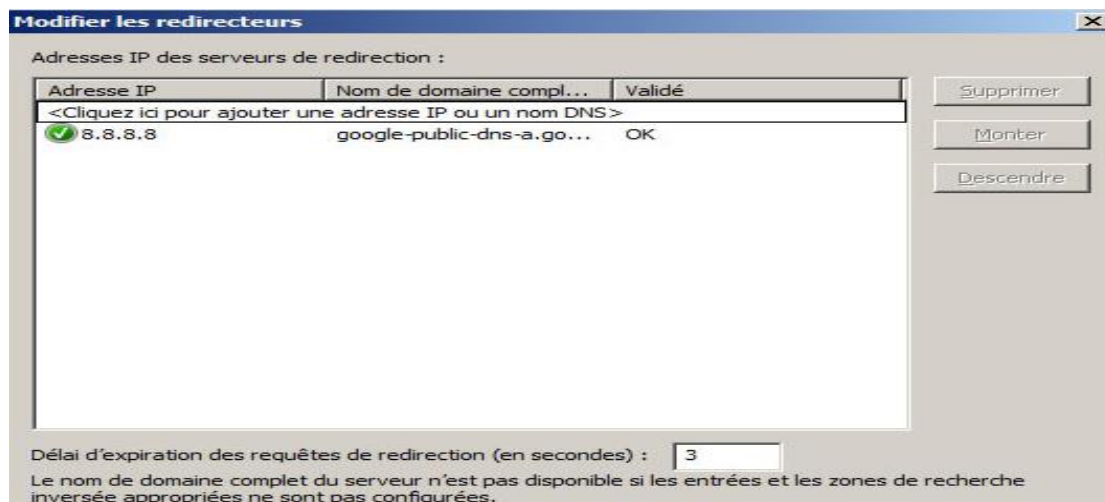 Modifier les redirecteurs
Adresses IP des serveurs de redirection :
Adresse IP Nom de domaine compl... Validé
<Cliquez ici pour ajouter une adresse IP ou un nom DNS>
8.8.8.8 google-public-dns-a.go... OK
Supprimer
Monter
Descendre
Délai d'expiration des requêtes de redirection (en secondes) : 3
Le nom de domaine complet du serveur n'est pas disponible si les entrées et les zones de recherche
inversée appropriées ne sont pas configurées.